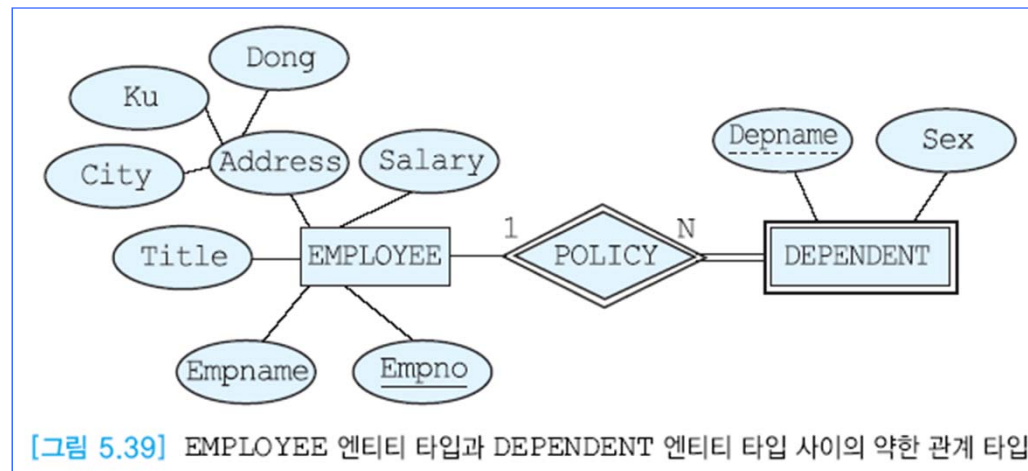 Dong
Ku
Depname
Sex
Address
Salary
City
1
N
Title
EMPLOYEE
POLICY
DEPENDENT
Empname
Empno
[그림 5.39] EMPLOYEE 엔티티 타입과 DEPENDENT 엔티티 타입 사이의 약한 관계 타입